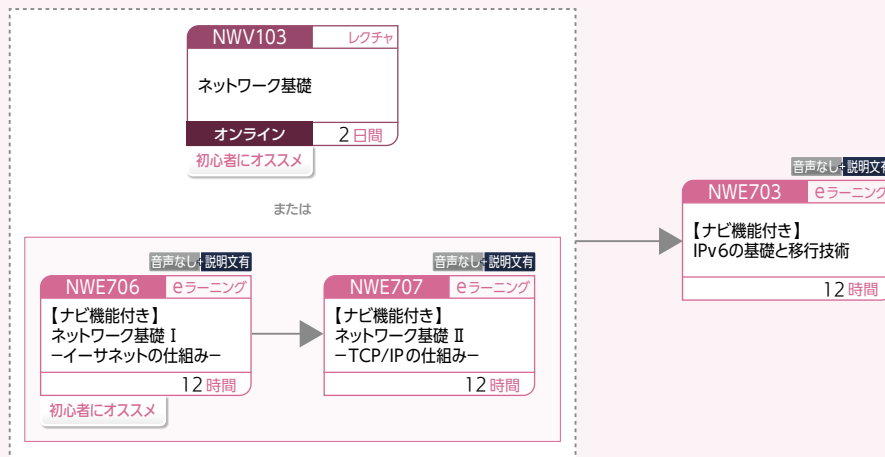 NWV103 レクチャ
ネットワーク基礎
オンライン 2日間
初心者にオススメ
または
音声なし+説明文有
NWE706 eラーニング
【ナビ機能付き】
ネットワーク基礎 Ⅰ
−イーサネットの仕組み−
12時間
初心者にオススメ
音声なし+説明文有
NWE707 eラーニング
【ナビ機能付き】
ネットワーク基礎 Ⅱ
−TCP/IPの仕組み−
12時間
音声なし+説明文有
NWE703 eラーニング
【ナビ機能付き】
IPv6の基礎と移行技術
12時間